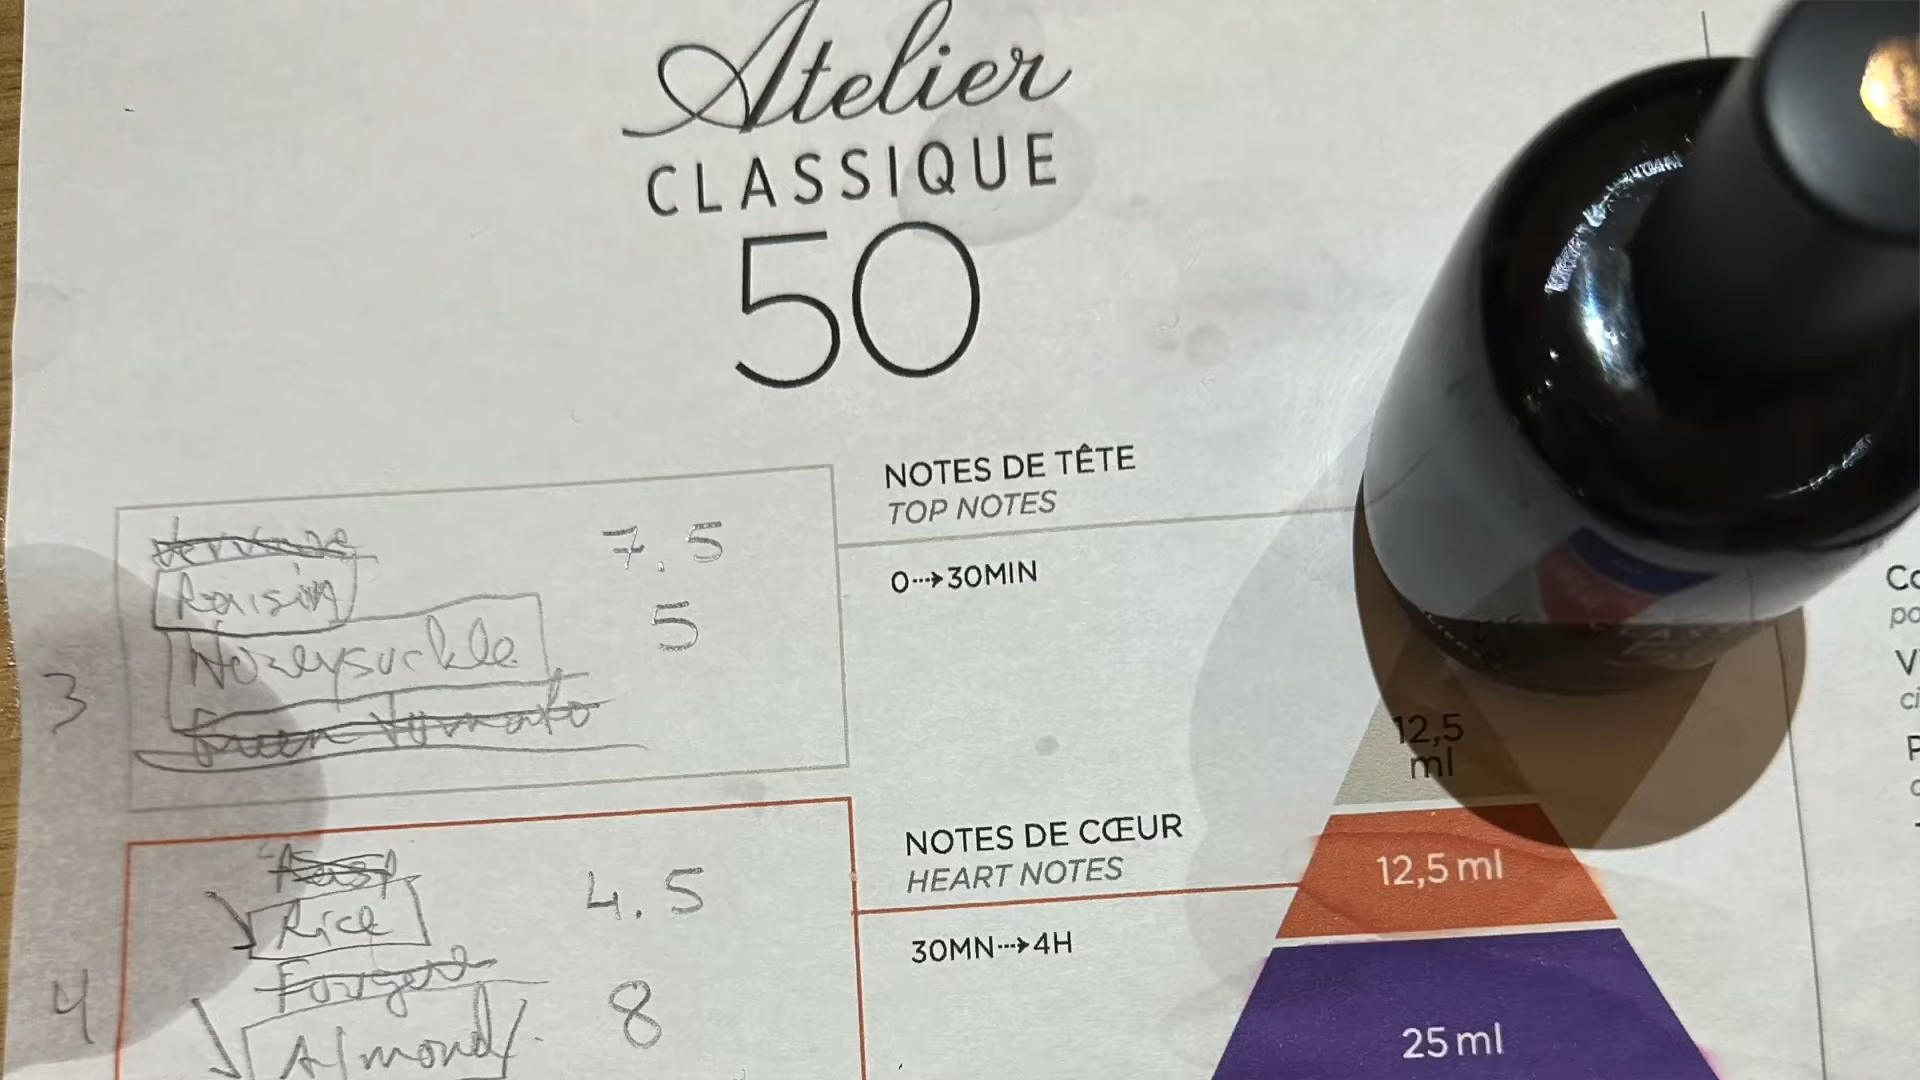 Atelier
CLASSIQUE
50
NOTES DE TÊTE
TOP NOTES
0⇢30MIN
7.5
Raisin
5
Honeysuckle
3
Green Tomato
12,5
ml
NOTES DE CŒUR
HEART NOTES
30MN⇢4H
12,5 ml
4.5
Rice
Fougere
4
8
Almond
25 ml